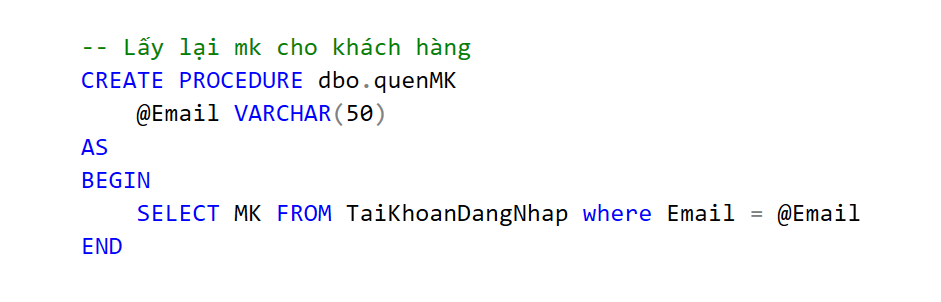 -- Lấy lại mk cho khách hàng
CREATE PROCEDURE dbo.quenMK
    @Email VARCHAR(50)
AS
BEGIN
    SELECT MK FROM TaiKhoanDangNhap where Email = @Email
END